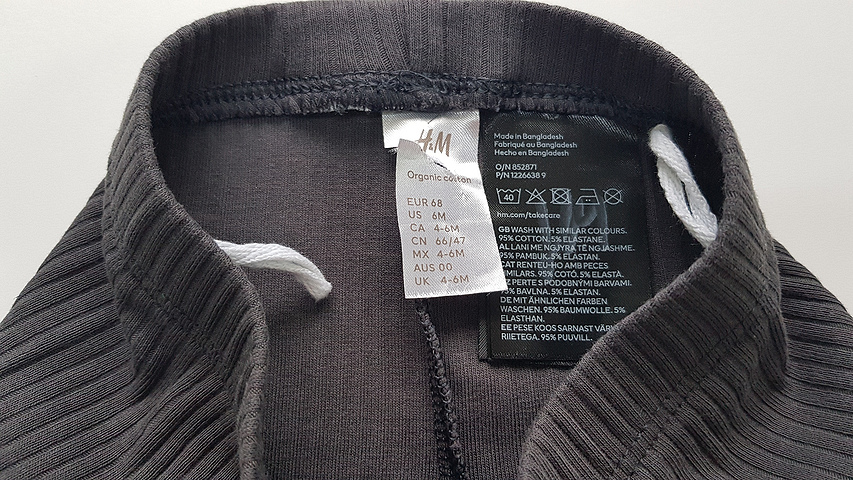 H&M
Organic cotton
EUR 68
US 6M
CA 4-6M
CN 66/47
MX 4-6M
AUS 00
UK 4-6M
Made in Bangladesh
Fabriqué au Bangladesh
Hecho en Bangladesh
O/N 852871
P/N 1226638 9
40
hm.com/takecare
GB WASH WITH SIMILAR COLOURS.
95% COTTON. 5% ELASTANE.
AL LANI ME NGJYRA TË NGJASHME.
95% PAMBUK. 5% ELASTAN.
CAT RENTEU-HO AMB PECES
SIMILARS. 95% COTÓ. 5% ELASTÀ.
CZ PERTE S PODOBNÝMI BARVAMI.
95% BAVLNA. 5% ELASTAN.
DE MIT ÄHNLICHEN FARBEN
WASCHEN. 95% BAUMWOLLE. 5%
ELASTHAN.
EE PESE KOOS SARNAST VÄRV
RIIETEGA. 95% PUUVILL.